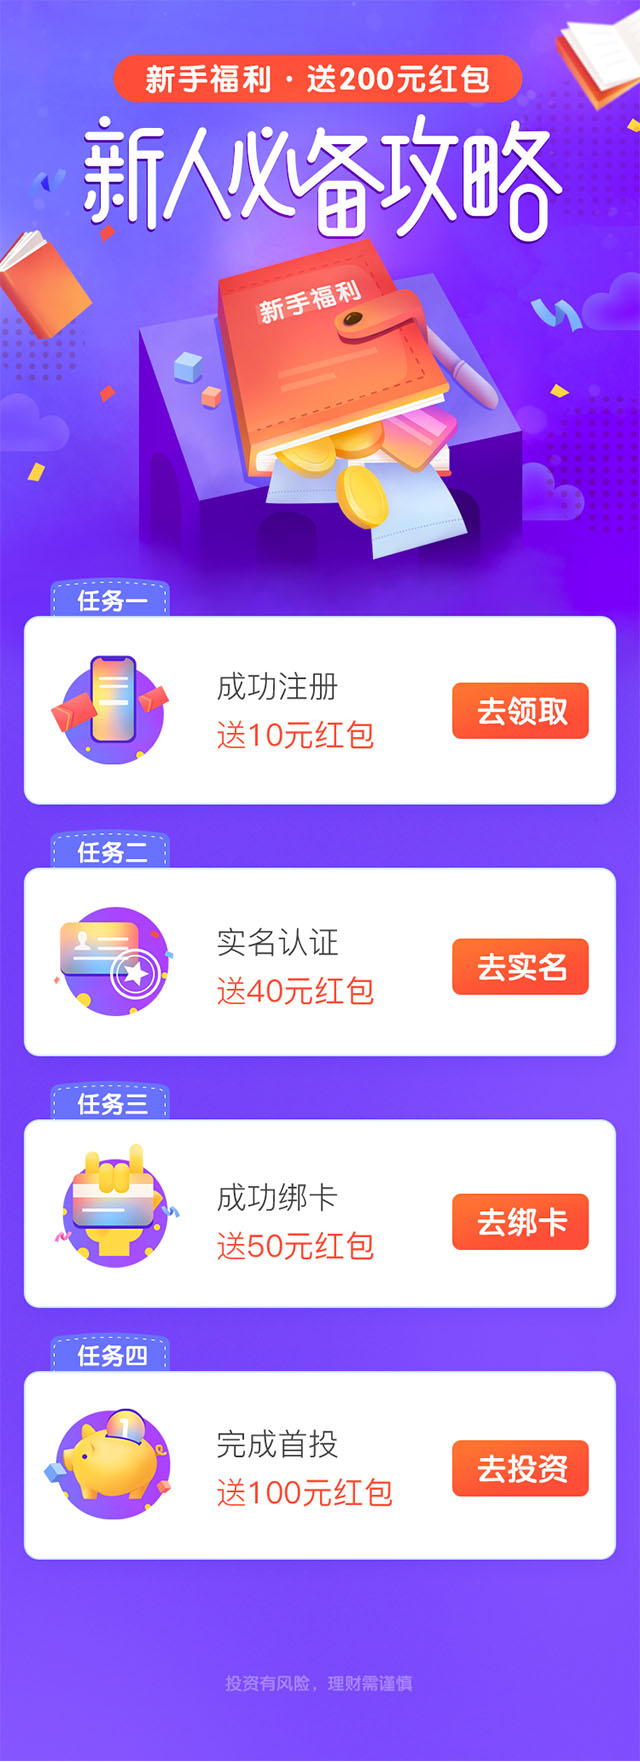 新手福利·送200元红包
新人必备攻略
新手福利
任务一
成功注册
送10元红包
去领取
任务二
实名认证
送40元红包
去实名
任务三
成功绑卡
送50元红包
去绑卡
任务四
1
完成首投
送100元红包
去投资
投资有风险，理财需谨慎